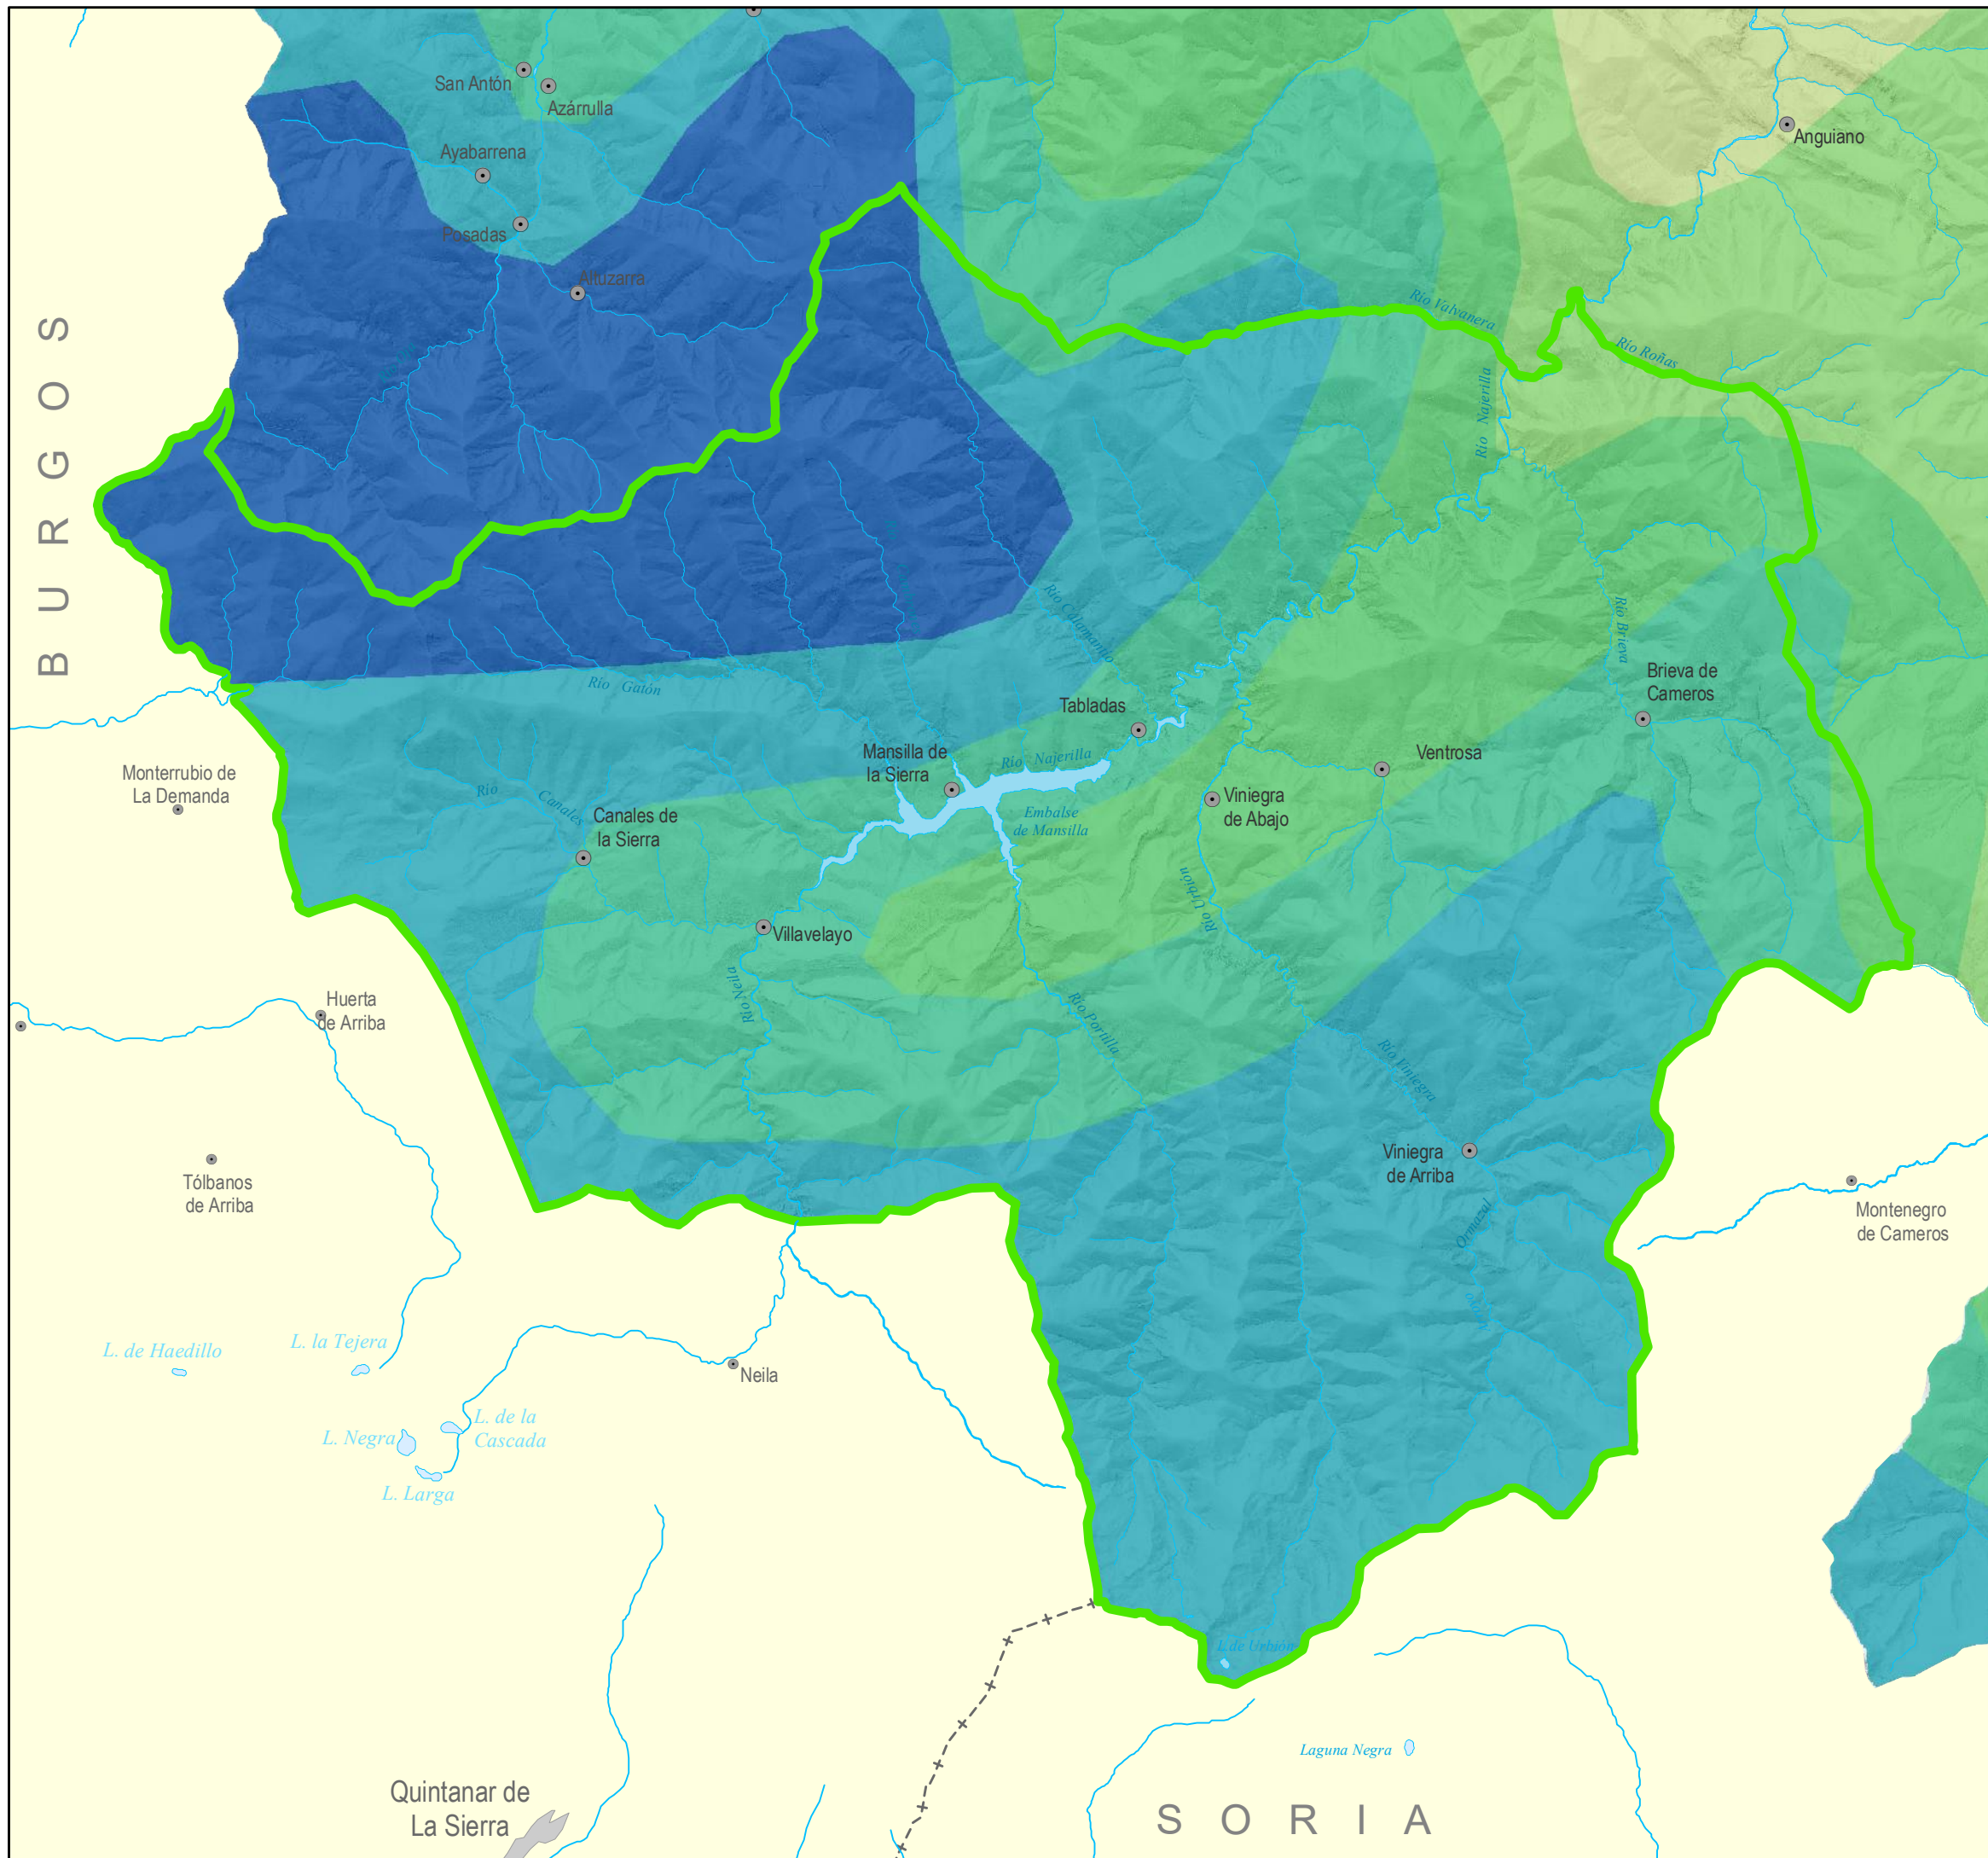 San Antón
Azárrulla
Ayabarrena
Posadas
Altuzarra
Anguiano
Río Valvanera
Río Roñas
Río Najerilla
BURGOS
Río Calamantio
Río Brieva
Río Gatón
Tabladas
Brieva de
Cameros
Mansilla de
la Sierra
Río Najerilla
Ventrosa
Monterrubio de
La Demanda
Río Canales
Canales de
la Sierra
Embalse
de Mansilla
Viniegra
de Abajo
Río Urbión
Villavelayo
Río Neila
Huerta
de Arriba
Río Portilla
Río Viniegra
Viniegra
de Arriba
Tólbanos
de Arriba
Ormazal
Montenegro
de Cameros
L. de Haedillo
L. la Tejera
Neila
L. de la
Cascada
L. Negra
L. Larga
L.de Urbión
Laguna Negra
Quintanar de
La Sierra
SORIA